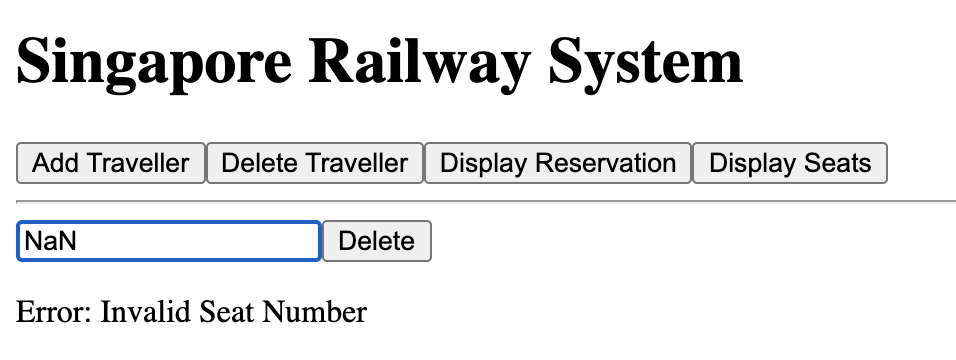 Singapore Railway System
Add Traveller Delete Traveller Display Reservation Display Seats
NaN Delete
Error: Invalid Seat Number